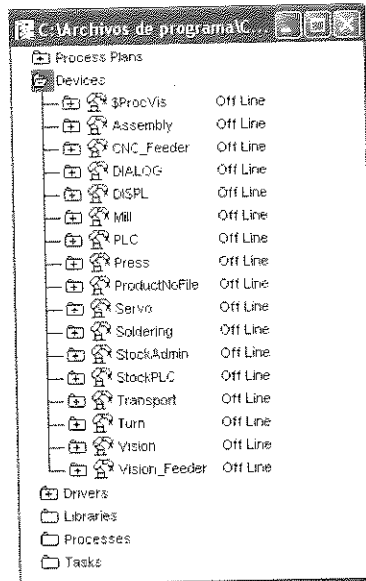 C:\Archivos de programa\C...
Process Plans
Devices
$ProcVis Off Line
Assembly Off Line
CNC_Feeder Off Line
DIALOG Off Line
DISPL Off Line
Mill Off Line
PLC Off Line
Press Off Line
ProductNoFile Off Line
Servo Off Line
Soldering Off Line
StockAdmin Off Line
StockPLC Off Line
Transport Off Line
Turn Off Line
Vision Off Line
Vision_Feeder Off Line
Drivers
Libraries
Processes
Tasks